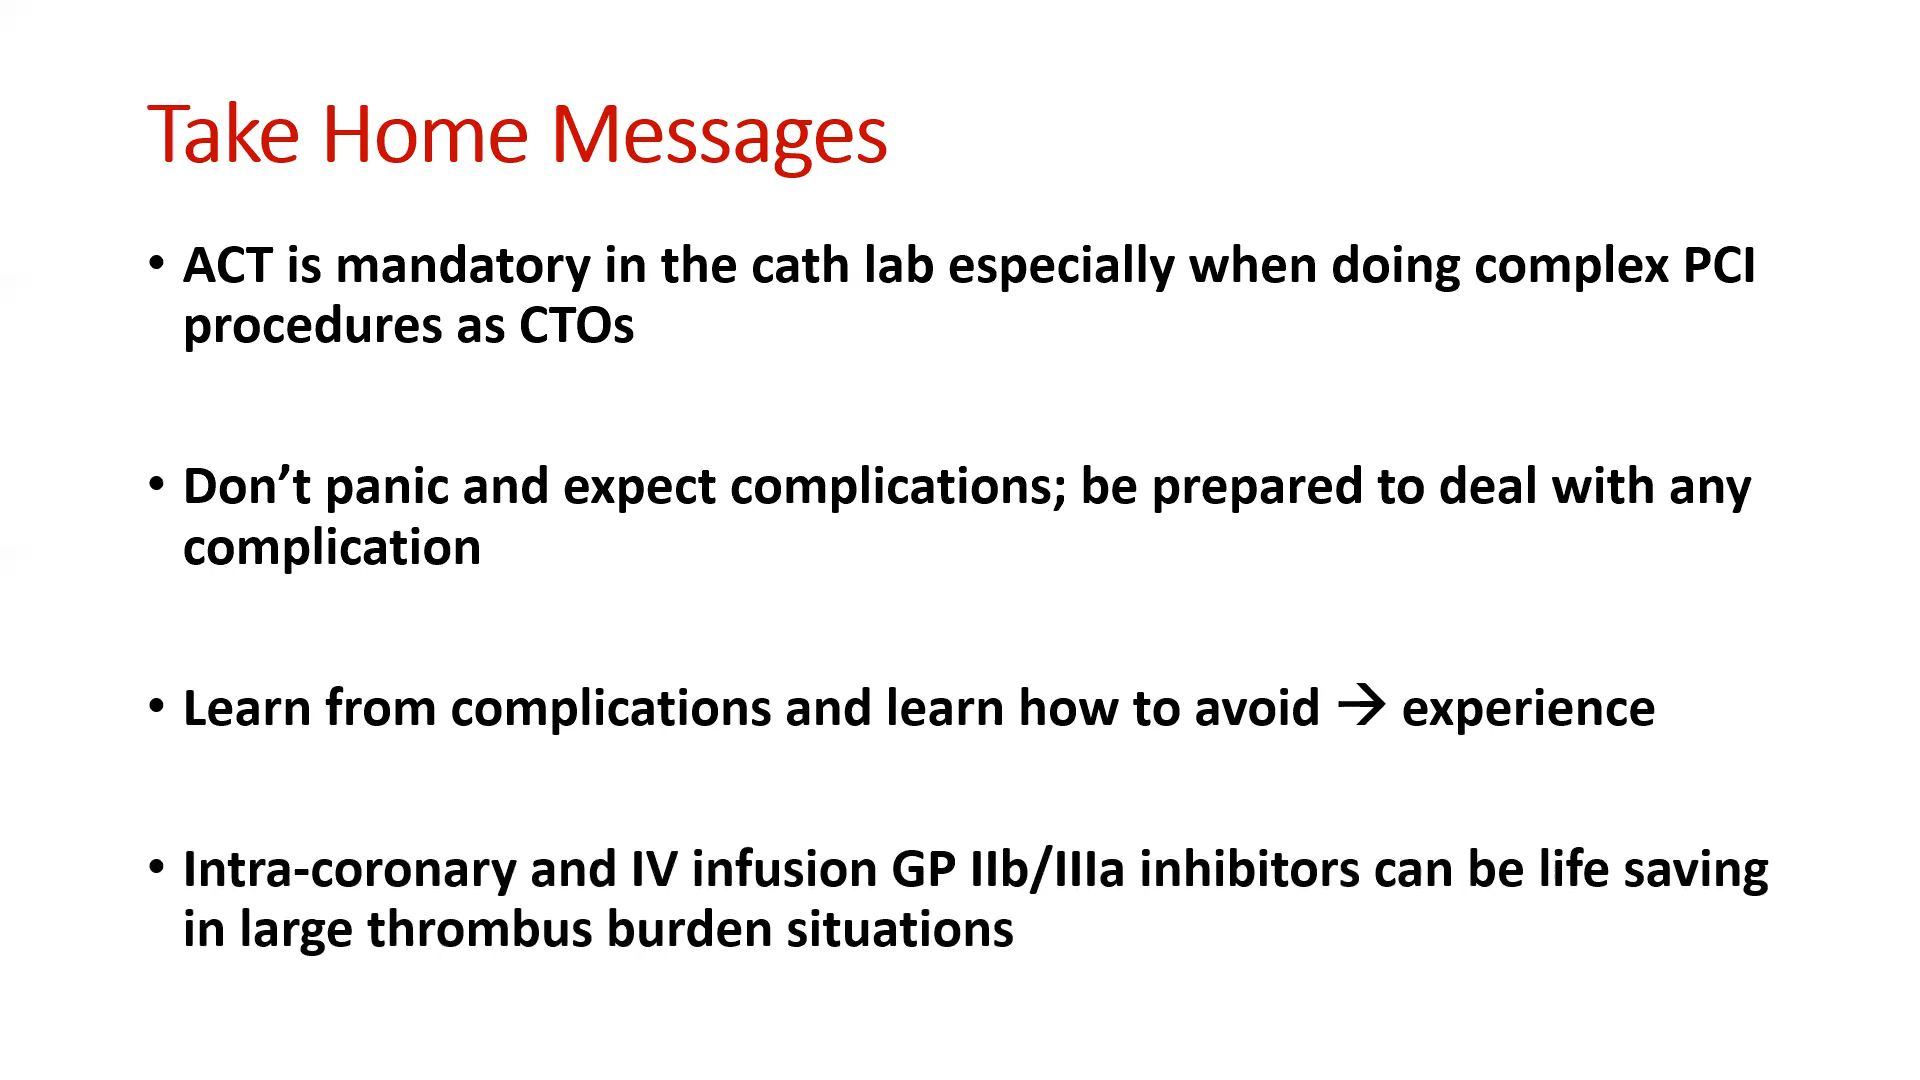 Take Home Messages
• ACT is mandatory in the cath lab especially when doing complex PCI
procedures as CTOs
• Don’t panic and expect complications; be prepared to deal with any
complication
• Learn from complications and learn how to avoid → experience
• Intra-coronary and IV infusion GP IIb/IIIa inhibitors can be life saving
in large thrombus burden situations